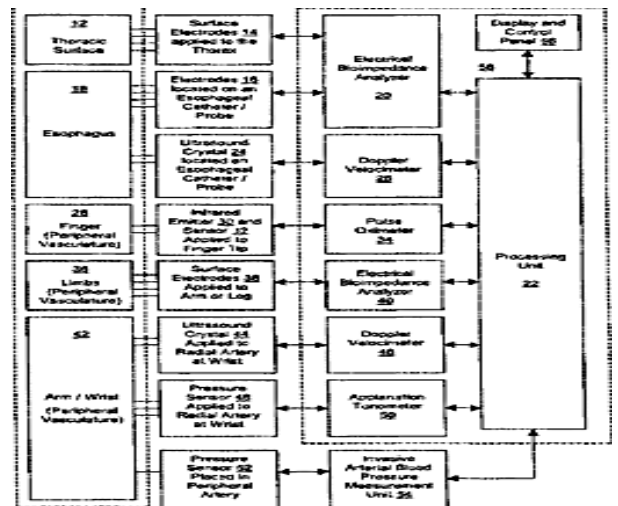 12
Thoracic
Surface
Surface
Electrodes 14
applied to the
Thorax
Electrical
Bioimpedance
Analyzer
20
Display and
Control
Panel
18
Esophagus
Electrodes 16
located on an
Esophageal
Catheter /
Probe
Ultrasound
Crystal 24
located on
Esophageal
Catheter /
Probe
Doppler
Velocimeter
Finger
(Peripheral
Vasculature)
Infrared
Emitter 30 and
Sensor
Applied to
Finger Tip
Pulse
Oximeter
34
Processing
Unit
22
Limbs
(Peripheral
Vasculature)
Surface
Electrodes 38
Applied to
Arm or Leg
Electrical
Bioimpedance
Analyzer
40
42
Arm / Wrist
(Peripheral
Vasculature)
Ultrasound
Crystal 44
Applied to
Radial Artery
at Wrist
Doppler
Velocimeter
Pressure
Sensor 48
Applied to
Radial Artery
at Wrist
Applanation
Tonometer
50
Pressure
Sensor 52
Placed in
Peripheral
Artery
Invasive
Arterial Blood
Pressure
Measurement
Unit 54